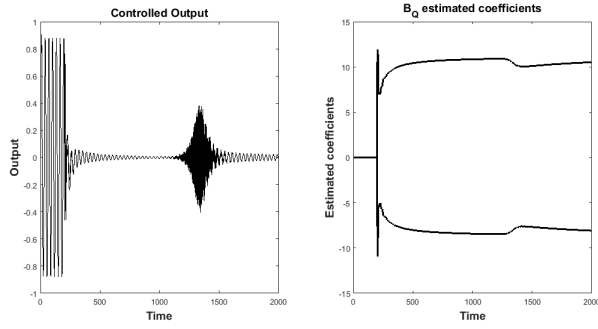 Controlled Output
1
0.8
0.6
0.4
0.2
0
-0.2
-0.4
-0.6
-0.8
-1
Output
0 500 1000 1500 2000
Time
B_Q estimated coefficients
15
10
5
0
-5
-10
-15
Estimated coefficients
0 500 1000 1500 2000
Time